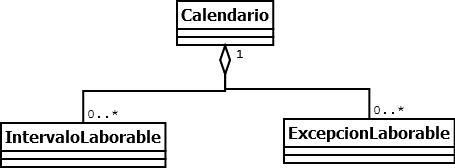 Calendario
1
0..*
0..*
IntervaloLaborable
ExcepcionLaborable